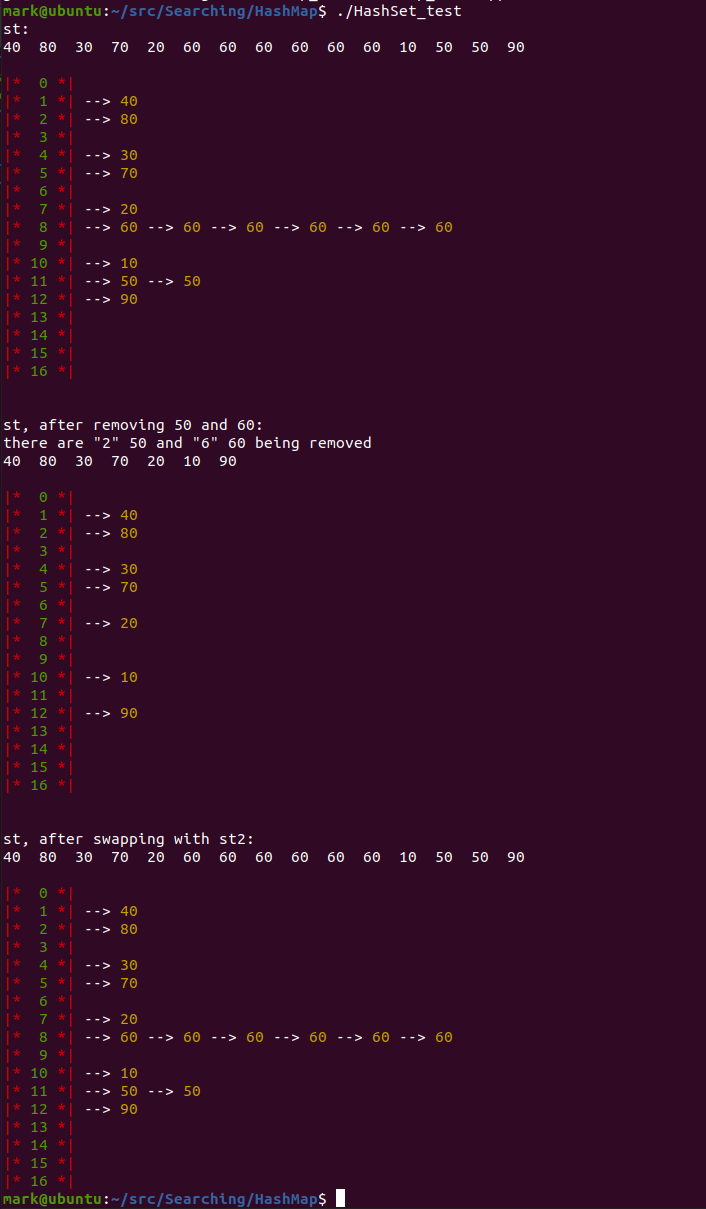 mark@ubuntu:~/src/Searching/HashMap$ ./HashSet_test
st:
40  80  30  70  20  60  60  60  60  60  60  10  50  50  90
|*  0 *|
|*  1 *| --> 40
|*  2 *| --> 80
|*  3 *|
|*  4 *| --> 30
|*  5 *| --> 70
|*  6 *|
|*  7 *| --> 20
|*  8 *| --> 60 --> 60 --> 60 --> 60 --> 60 --> 60
|*  9 *|
|* 10 *| --> 10
|* 11 *| --> 50 --> 50
|* 12 *| --> 90
|* 13 *|
|* 14 *|
|* 15 *|
|* 16 *|
st, after removing 50 and 60:
there are "2" 50 and "6" 60 being removed
40  80  30  70  20  10  90
|*  0 *|
|*  1 *| --> 40
|*  2 *| --> 80
|*  3 *|
|*  4 *| --> 30
|*  5 *| --> 70
|*  6 *|
|*  7 *| --> 20
|*  8 *|
|*  9 *|
|* 10 *| --> 10
|* 11 *|
|* 12 *| --> 90
|* 13 *|
|* 14 *|
|* 15 *|
|* 16 *|
st, after swapping with st2:
40  80  30  70  20  60  60  60  60  60  60  10  50  50  90
|*  0 *|
|*  1 *| --> 40
|*  2 *| --> 80
|*  3 *|
|*  4 *| --> 30
|*  5 *| --> 70
|*  6 *|
|*  7 *| --> 20
|*  8 *| --> 60 --> 60 --> 60 --> 60 --> 60 --> 60
|*  9 *|
|* 10 *| --> 10
|* 11 *| --> 50 --> 50
|* 12 *| --> 90
|* 13 *|
|* 14 *|
|* 15 *|
|* 16 *|
mark@ubuntu:~/src/Searching/HashMap$